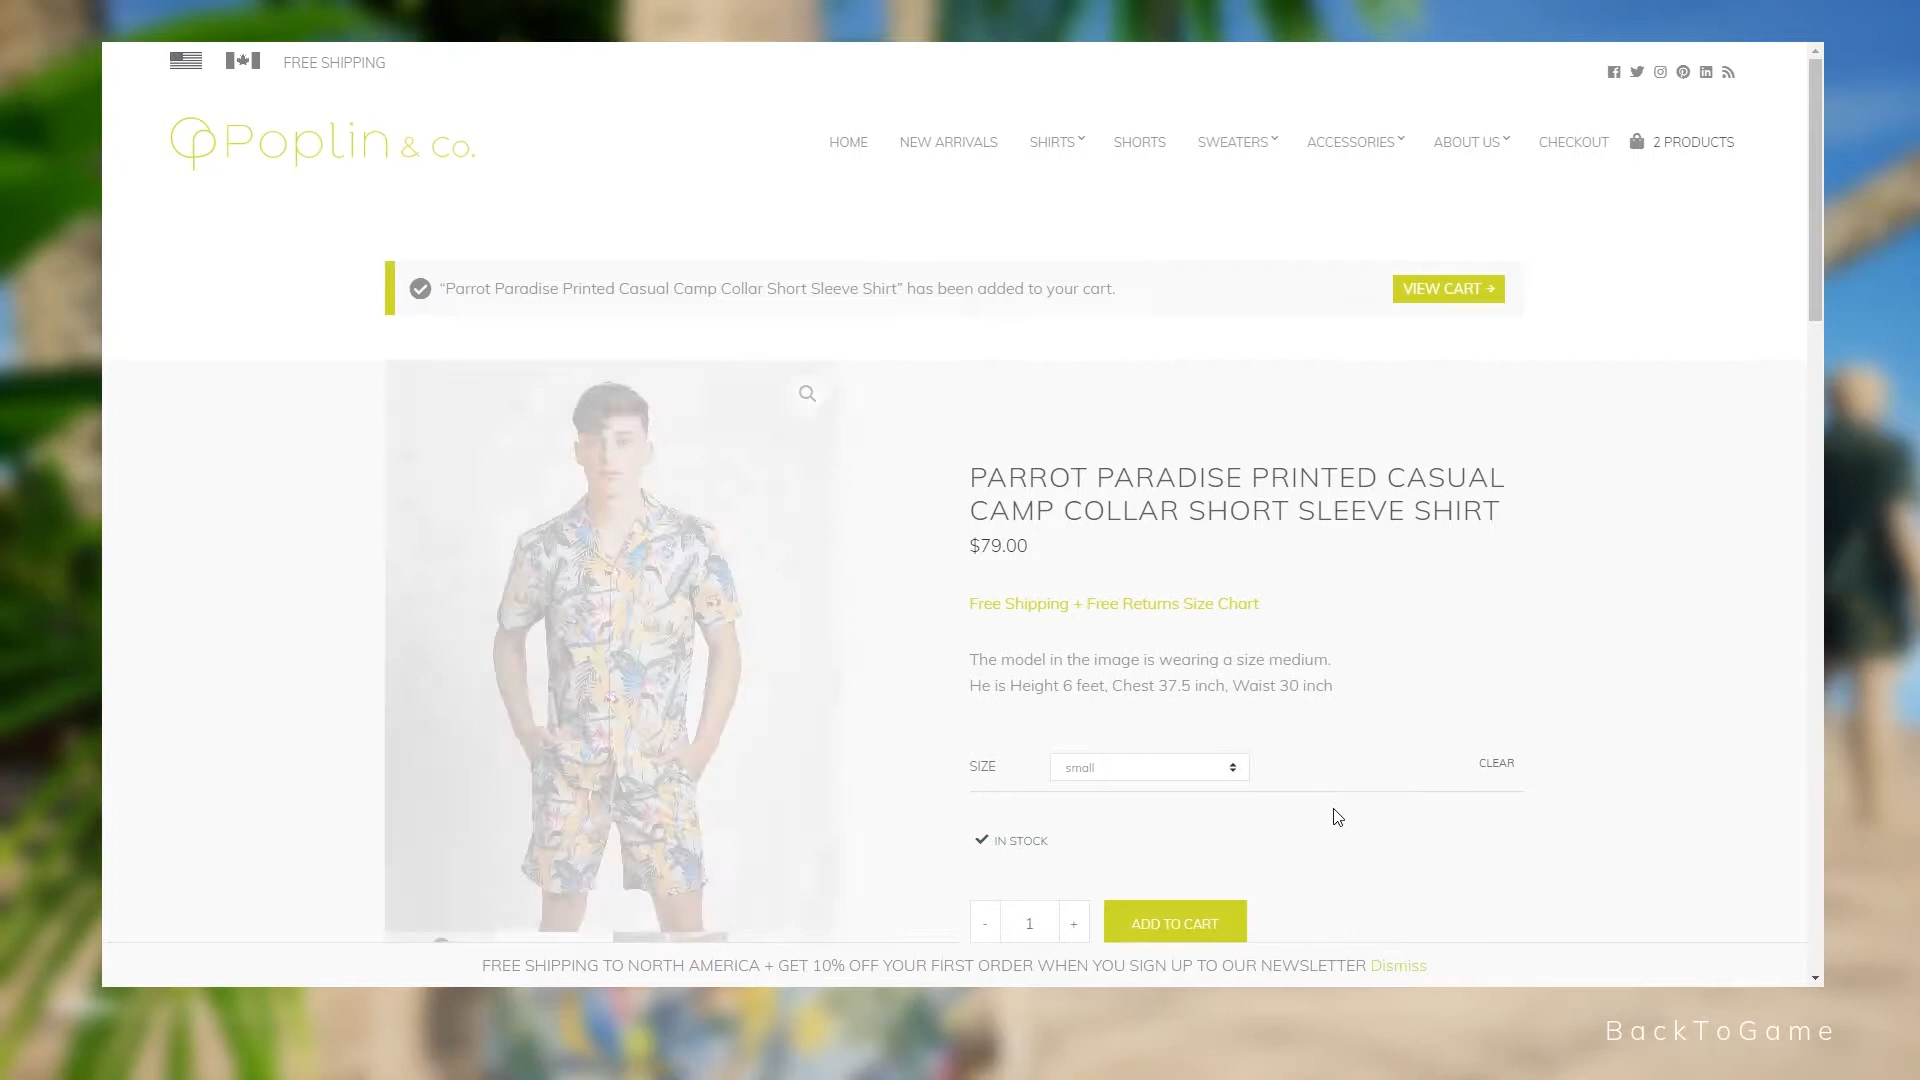 FREE SHIPPING
Poplin & co.
HOME NEW ARRIVALS SHIRTS SHORTS SWEATERS ACCESSORIES ABOUT US CHECKOUT 2 PRODUCTS
“Parrot Paradise Printed Casual Camp Collar Short Sleeve Shirt” has been added to your cart.
VIEW CART →
PARROT PARADISE PRINTED CASUAL
CAMP COLLAR SHORT SLEEVE SHIRT
$79.00
Free Shipping + Free Returns Size Chart
The model in the image is wearing a size medium.
He is Height 6 feet, Chest 37.5 inch, Waist 30 inch
SIZE small CLEAR
IN STOCK
- 1 + ADD TO CART
FREE SHIPPING TO NORTH AMERICA + GET 10% OFF YOUR FIRST ORDER WHEN YOU SIGN UP TO OUR NEWSLETTER Dismiss
BackToGame